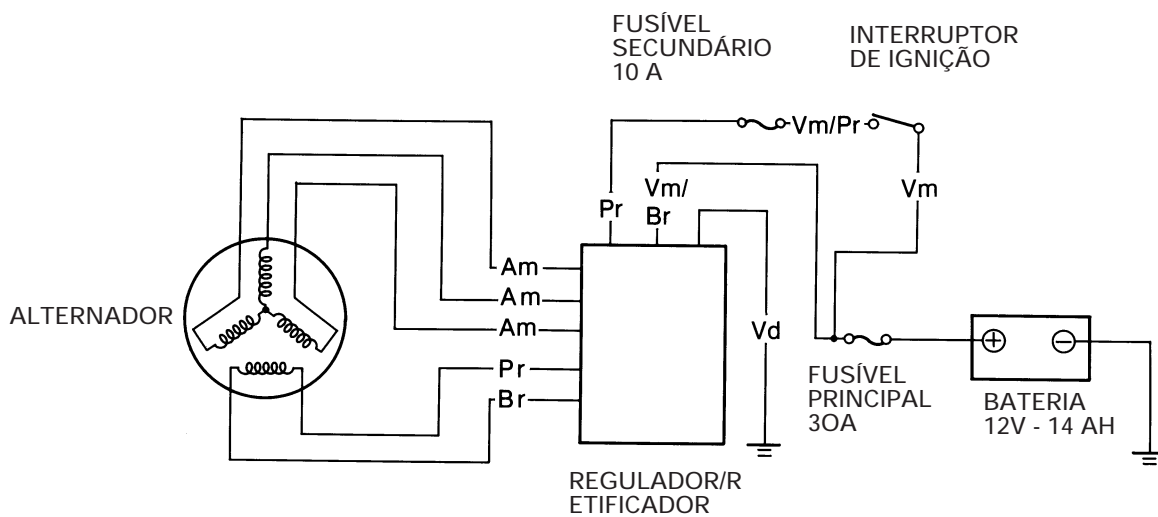 FUSÍVEL
SECUNDÁRIO
10 A
INTERRUPTOR
DE IGNIÇÃO
Vm/Pr
Vm/
Br
Pr
Vm
Am
Am
Am
Pr
Br
ALTERNADOR
Vd
FUSÍVEL
PRINCIPAL
30A
BATERIA
12V - 14 AH
REGULADOR/R
ETIFICADOR